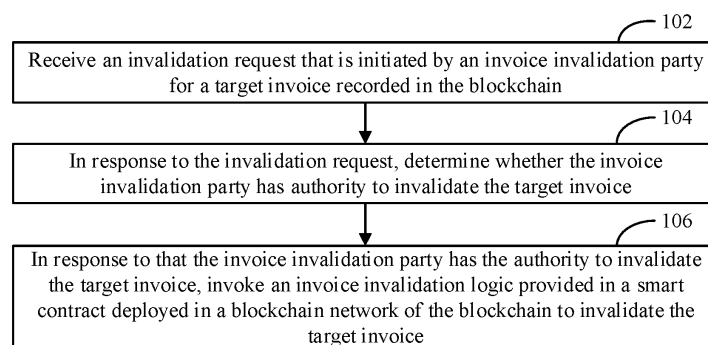 102
Receive an invalidation request that is initiated by an invoice invalidation party
for a target invoice recorded in the blockchain
104
In response to the invalidation request, determine whether the invoice
invalidation party has authority to invalidate the target invoice
106
In response to that the invoice invalidation party has the authority to invalidate
the target invoice, invoke an invoice invalidation logic provided in a smart
contract deployed in a blockchain network of the blockchain to invalidate the
target invoice